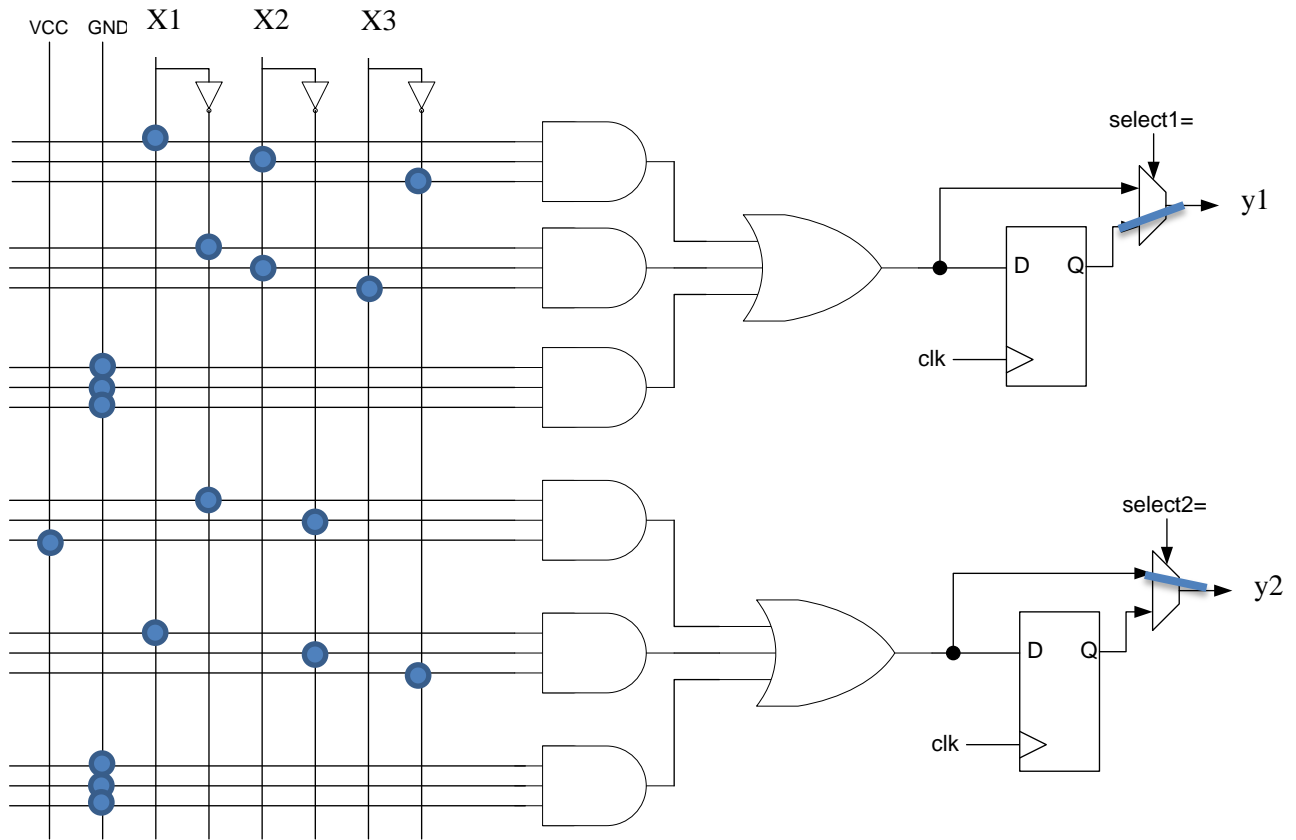 VCC GND X1 X2 X3
select1=
y1
D Q
clk
select2=
y2
D Q
clk